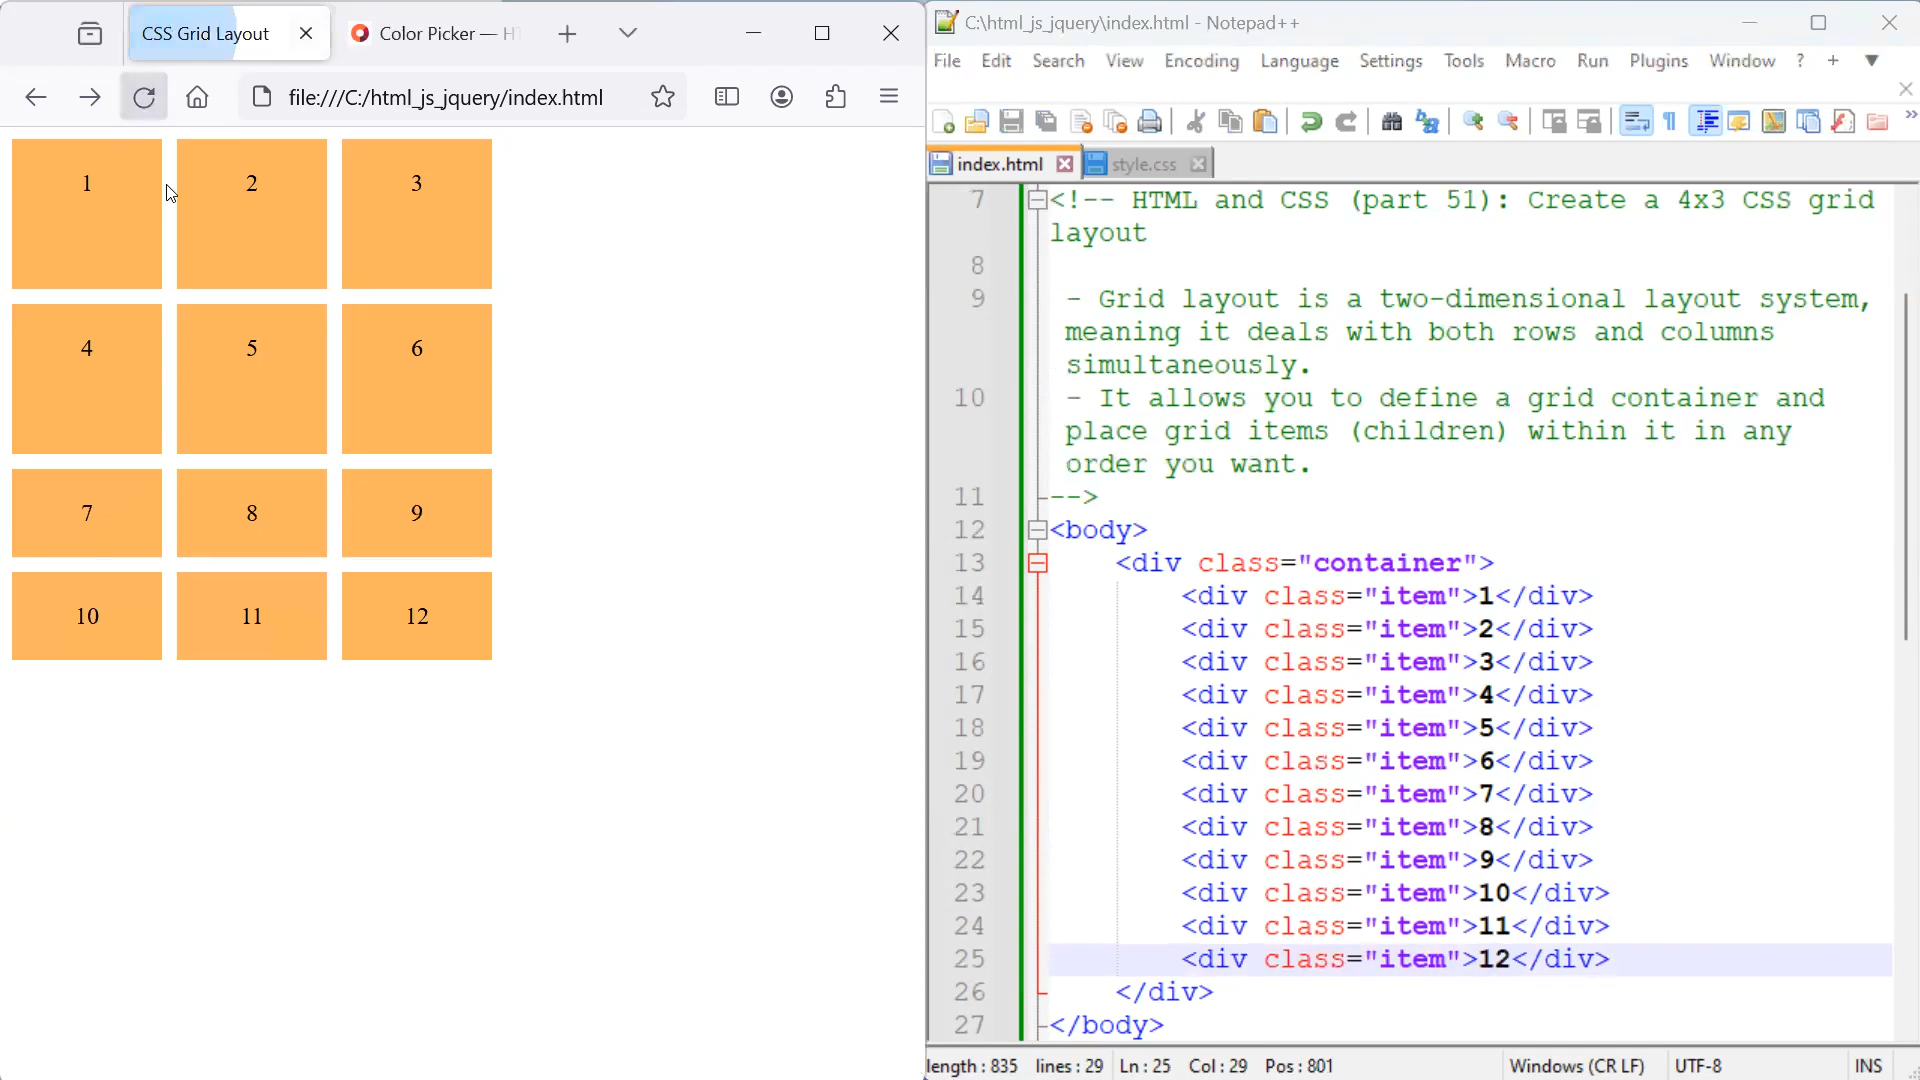 CSS Grid Layout
Color Picker — HT
file:///C:/html_js_jquery/index.html
1 2 3
4 5 6
7 8 9
10 11 12
C:\html_js_jquery\index.html - Notepad++
File Edit Search View Encoding Language Settings Tools Macro Run Plugins Window ? +
index.html style.css
7 <!-- HTML and CSS (part 51): Create a 4x3 CSS grid
layout
8
9 - Grid layout is a two-dimensional layout system,
meaning it deals with both rows and columns
simultaneously.
10 - It allows you to define a grid container and
place grid items (children) within it in any
order you want.
11 -->
12 <body>
13 <div class="container">
14 <div class="item">1</div>
15 <div class="item">2</div>
16 <div class="item">3</div>
17 <div class="item">4</div>
18 <div class="item">5</div>
19 <div class="item">6</div>
20 <div class="item">7</div>
21 <div class="item">8</div>
22 <div class="item">9</div>
23 <div class="item">10</div>
24 <div class="item">11</div>
25 <div class="item">12</div>
26 </div>
27 </body>
length : 835 lines : 29 Ln : 25 Col : 29 Pos : 801 Windows (CR LF) UTF-8 INS